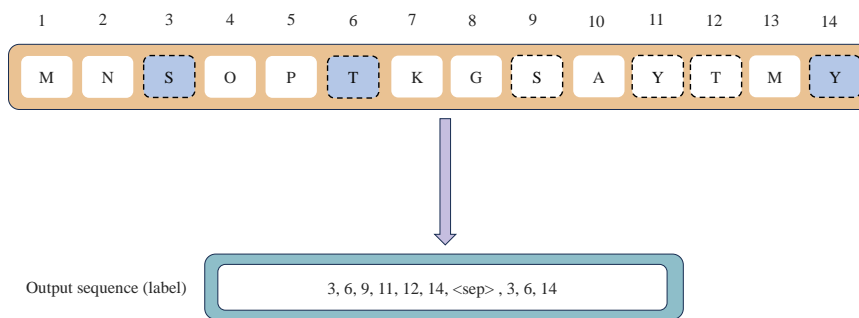 1 2 3 4 5 6 7 8 9 10 11 12 13 14
M N S O P T K G S A Y T M Y
Output sequence (label) 3, 6, 9, 11, 12, 14, <sep> , 3, 6, 14